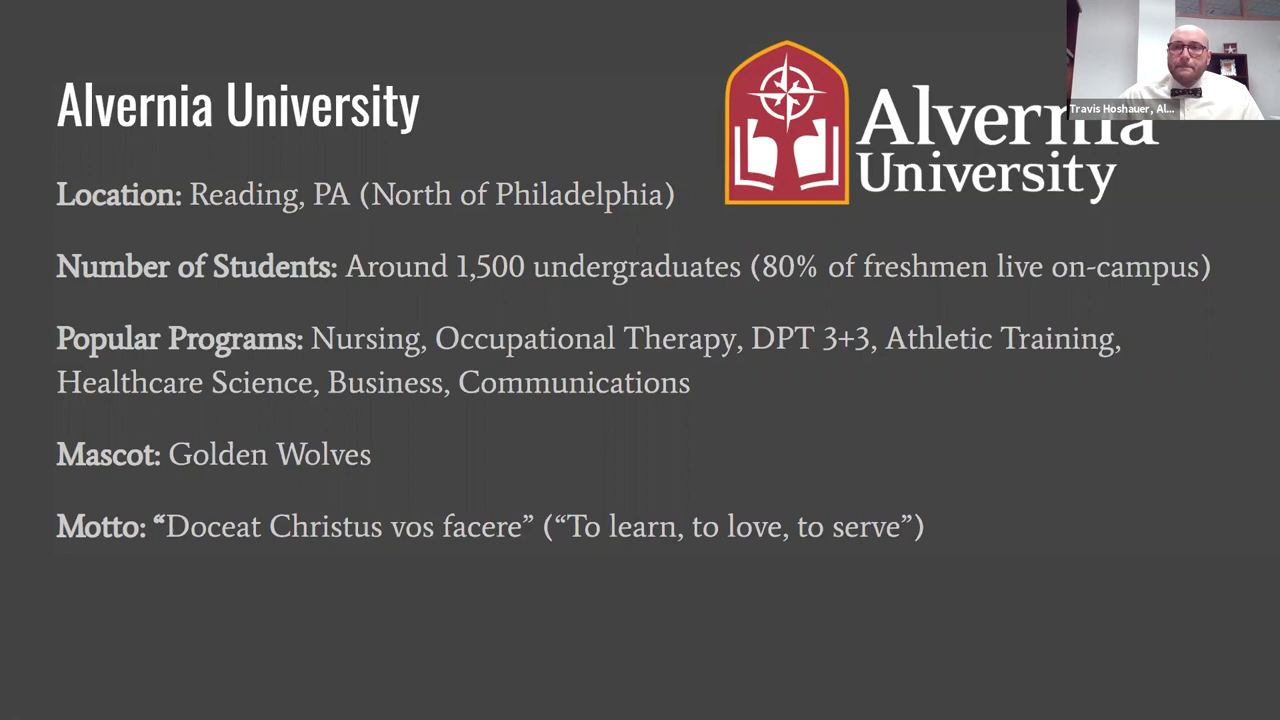 Alvernia University
Alvernia
University
Travis Hoshauer, Al...
Location: Reading, PA (North of Philadelphia)
Number of Students: Around 1,500 undergraduates (80% of freshmen live on-campus)
Popular Programs: Nursing, Occupational Therapy, DPT 3+3, Athletic Training,
Healthcare Science, Business, Communications
Mascot: Golden Wolves
Motto: “Doceat Christus vos facere” (“To learn, to love, to serve”)